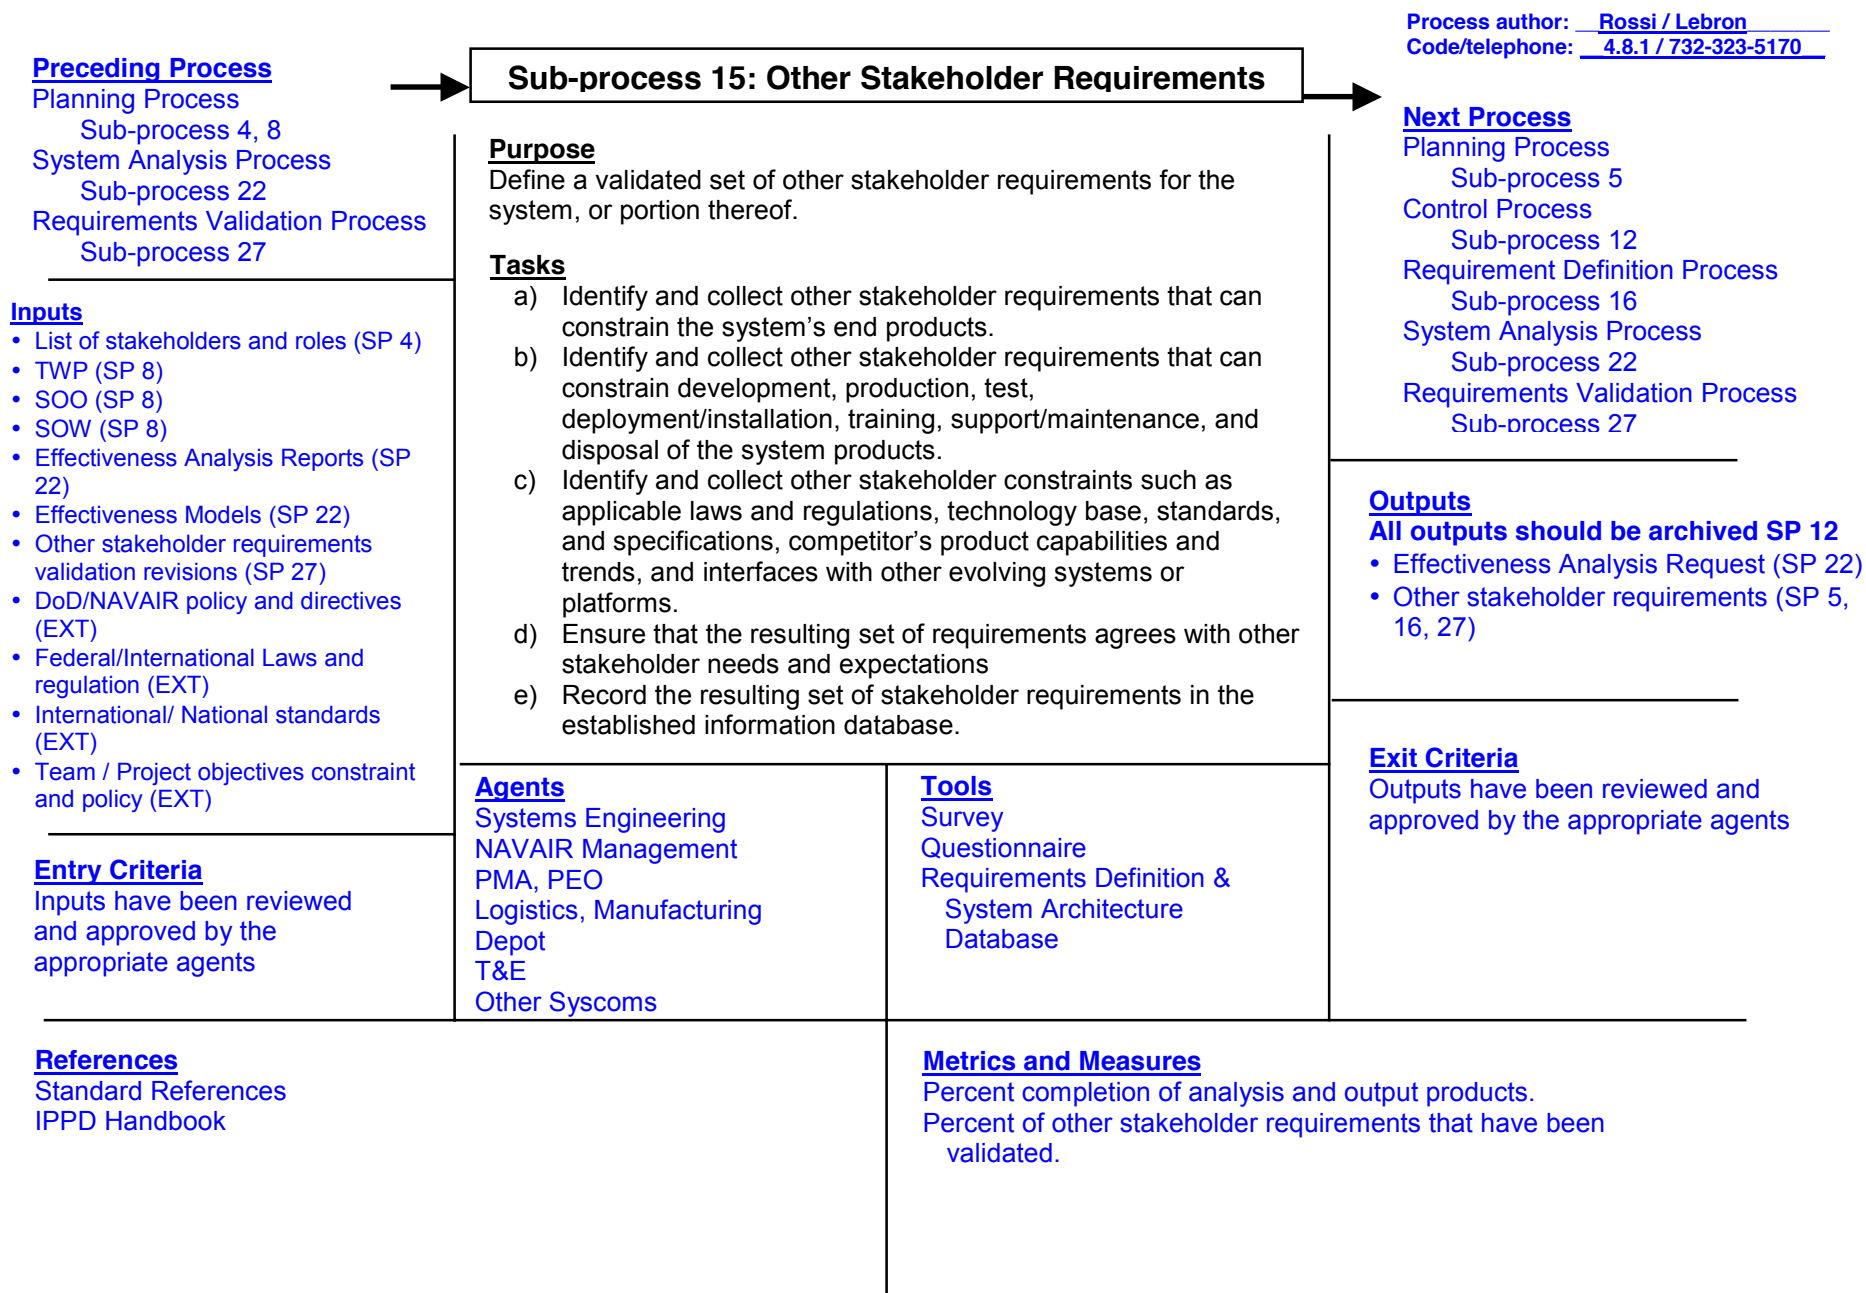 Process author: __Rossi / Lebron_______
Code/telephone: __4.8.1 / 732-323-5170__
Preceding Process
Planning Process
Sub-process 4, 8
System Analysis Process
Sub-process 22
Requirements Validation Process
Sub-process 27
Inputs
• List of stakeholders and roles (SP 4)
• TWP (SP 8)
• SOO (SP 8)
• SOW (SP 8)
• Effectiveness Analysis Reports (SP
22)
• Effectiveness Models (SP 22)
• Other stakeholder requirements
validation revisions (SP 27)
• DoD/NAVAIR policy and directives
(EXT)
• Federal/International Laws and
regulation (EXT)
• International/ National standards
(EXT)
• Team / Project objectives constraint
and policy (EXT)
Entry Criteria
Inputs have been reviewed
and approved by the
appropriate agents
Sub-process 15: Other Stakeholder Requirements
Purpose
Define a validated set of other stakeholder requirements for the
system, or portion thereof.
Tasks
a) Identify and collect other stakeholder requirements that can
constrain the system's end products.
b) Identify and collect other stakeholder requirements that can
constrain development, production, test,
deployment/installation, training, support/maintenance, and
disposal of the system products.
c) Identify and collect other stakeholder constraints such as
applicable laws and regulations, technology base, standards,
and specifications, competitor's product capabilities and
trends, and interfaces with other evolving systems or
platforms.
d) Ensure that the resulting set of requirements agrees with other
stakeholder needs and expectations
e) Record the resulting set of stakeholder requirements in the
established information database.
Agents
Systems Engineering
NAVAIR Management
PMA, PEO
Logistics, Manufacturing
Depot
T&E
Other Syscoms
Tools
Survey
Questionnaire
Requirements Definition &
System Architecture
Database
Next Process
Planning Process
Sub-process 5
Control Process
Sub-process 12
Requirement Definition Process
Sub-process 16
System Analysis Process
Sub-process 22
Requirements Validation Process
Sub-process 27
Outputs
All outputs should be archived SP 12
• Effectiveness Analysis Request (SP 22)
• Other stakeholder requirements (SP 5,
16, 27)
Exit Criteria
Outputs have been reviewed and
approved by the appropriate agents
References
Standard References
IPPD Handbook
Metrics and Measures
Percent completion of analysis and output products.
Percent of other stakeholder requirements that have been
validated.